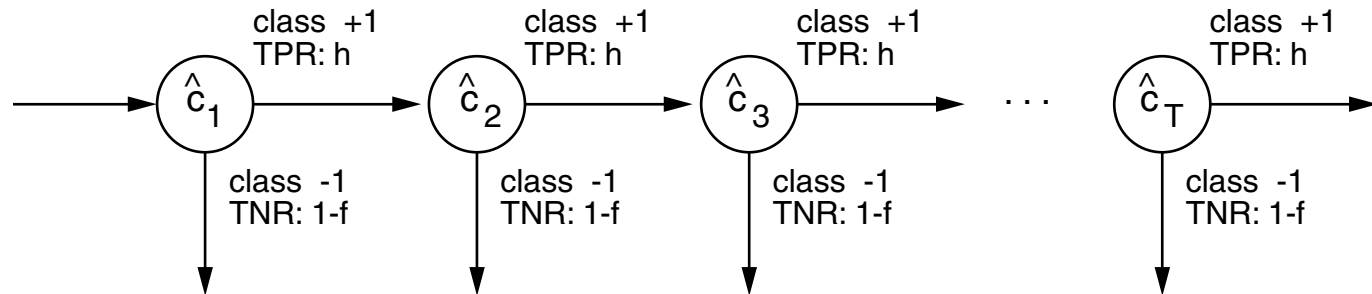 class +1
TPR: h
class +1
TPR: h
class +1
TPR: h
class +1
TPR: h
ĉ1
ĉ2
ĉ3
· · ·
ĉT
class -1
TNR: 1-f
class -1
TNR: 1-f
class -1
TNR: 1-f
class -1
TNR: 1-f